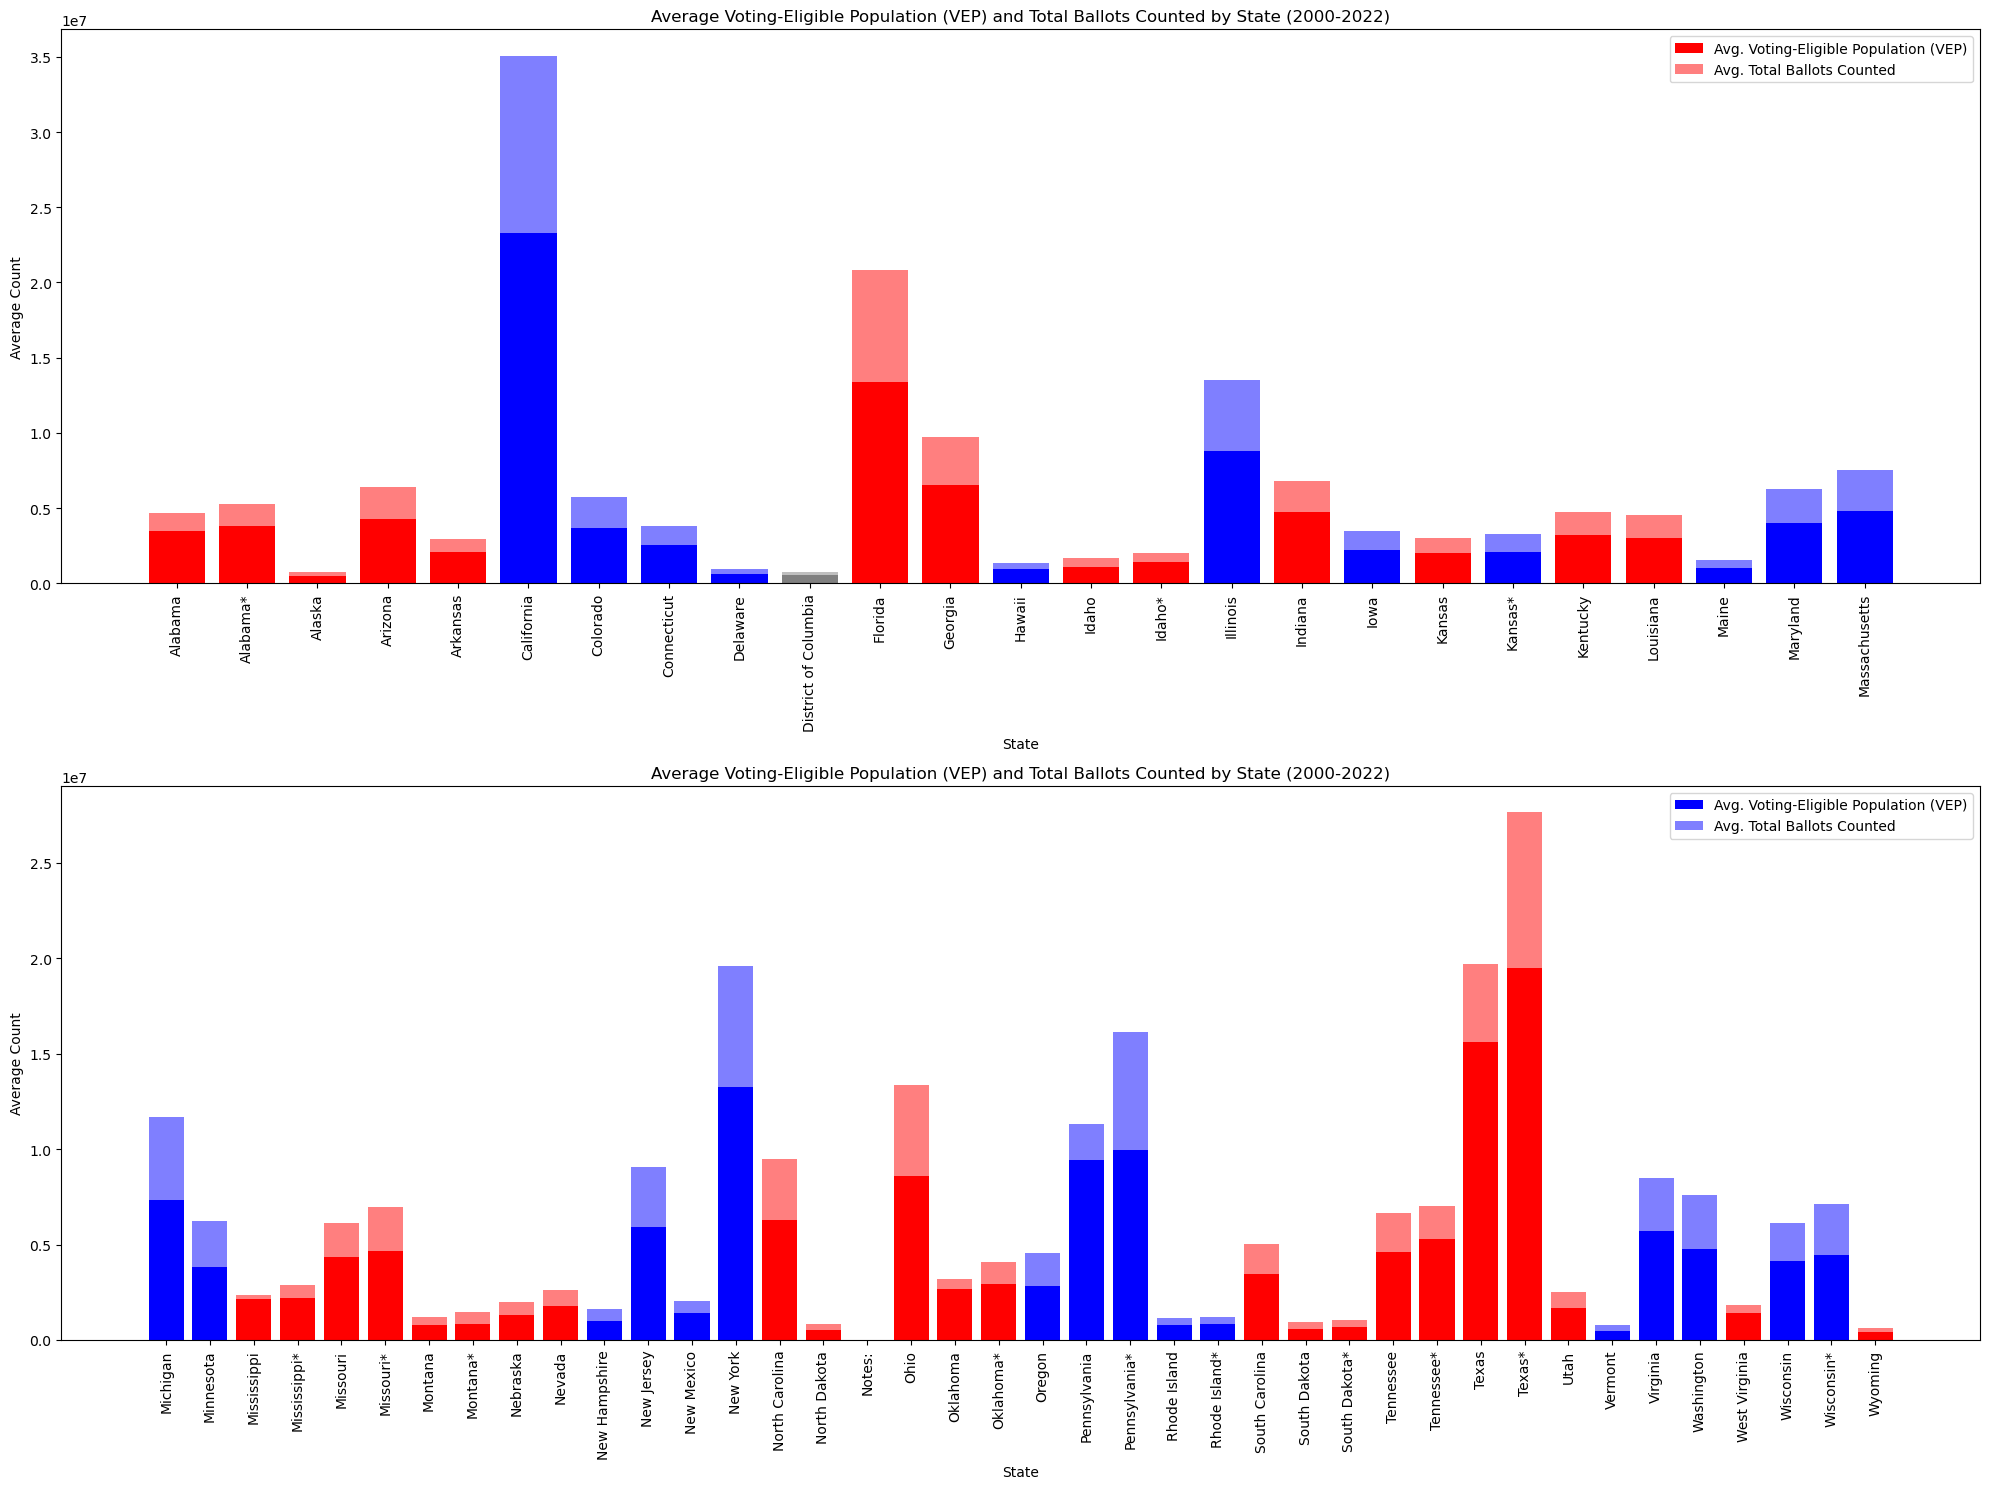 Average Voting-Eligible Population (VEP) and Total Ballots Counted by State (2000-2022)
1e7
Avg. Voting-Eligible Population (VEP)
Avg. Total Ballots Counted
3.5
3.0
2.5
2.0
1.5
1.0
0.5
0.0
Average Count
Alabama
Alabama*
Alaska
Arizona
Arkansas
California
Colorado
Connecticut
Delaware
District of Columbia
Florida
Georgia
Hawaii
Idaho
Idaho*
Illinois
Indiana
Iowa
Kansas
Kansas*
Kentucky
Louisiana
Maine
Maryland
Massachusetts
State
Average Voting-Eligible Population (VEP) and Total Ballots Counted by State (2000-2022)
1e7
Avg. Voting-Eligible Population (VEP)
Avg. Total Ballots Counted
2.5
2.0
1.5
1.0
0.5
0.0
Average Count
Michigan
Minnesota
Mississippi
Mississippi*
Missouri
Missouri*
Montana
Montana*
Nebraska
Nevada
New Hampshire
New Jersey
New Mexico
New York
North Carolina
North Dakota
Notes:
Ohio
Oklahoma
Oklahoma*
Oregon
Pennsylvania
Pennsylvania*
Rhode Island
Rhode Island*
South Carolina
South Dakota
South Dakota*
Tennessee
Tennessee*
Texas
Texas*
Utah
Vermont
Virginia
Washington
West Virginia
Wisconsin
Wisconsin*
Wyoming
State